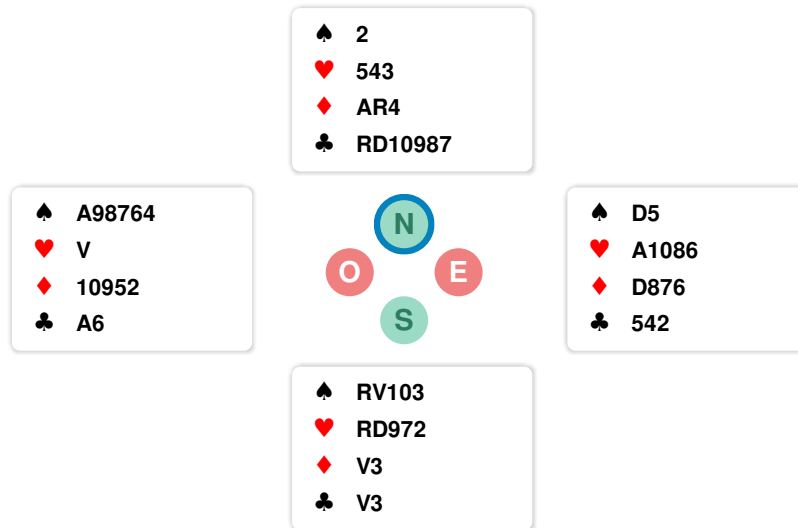 ♠ 2
♥ 543
♦ AR4
♣ RD10987
♠ A98764
♥ V
♦ 10952
♣ A6
N
O E
S
♠ D5
♥ A1086
♦ D876
♣ 542
♠ RV103
♥ RD972
♦ V3
♣ V3